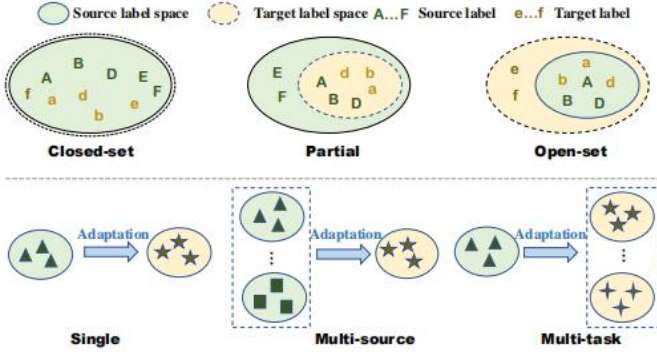 Source label space Target label space A...F Source label e...f Target label
B
A D E
f a d F
e
b
Closed-set
E d b
A a
F B D
Partial
e a
b A d
f B D
Open-set
Adaptation
Single
Adaptation
Multi-source
Adaptation
Multi-task